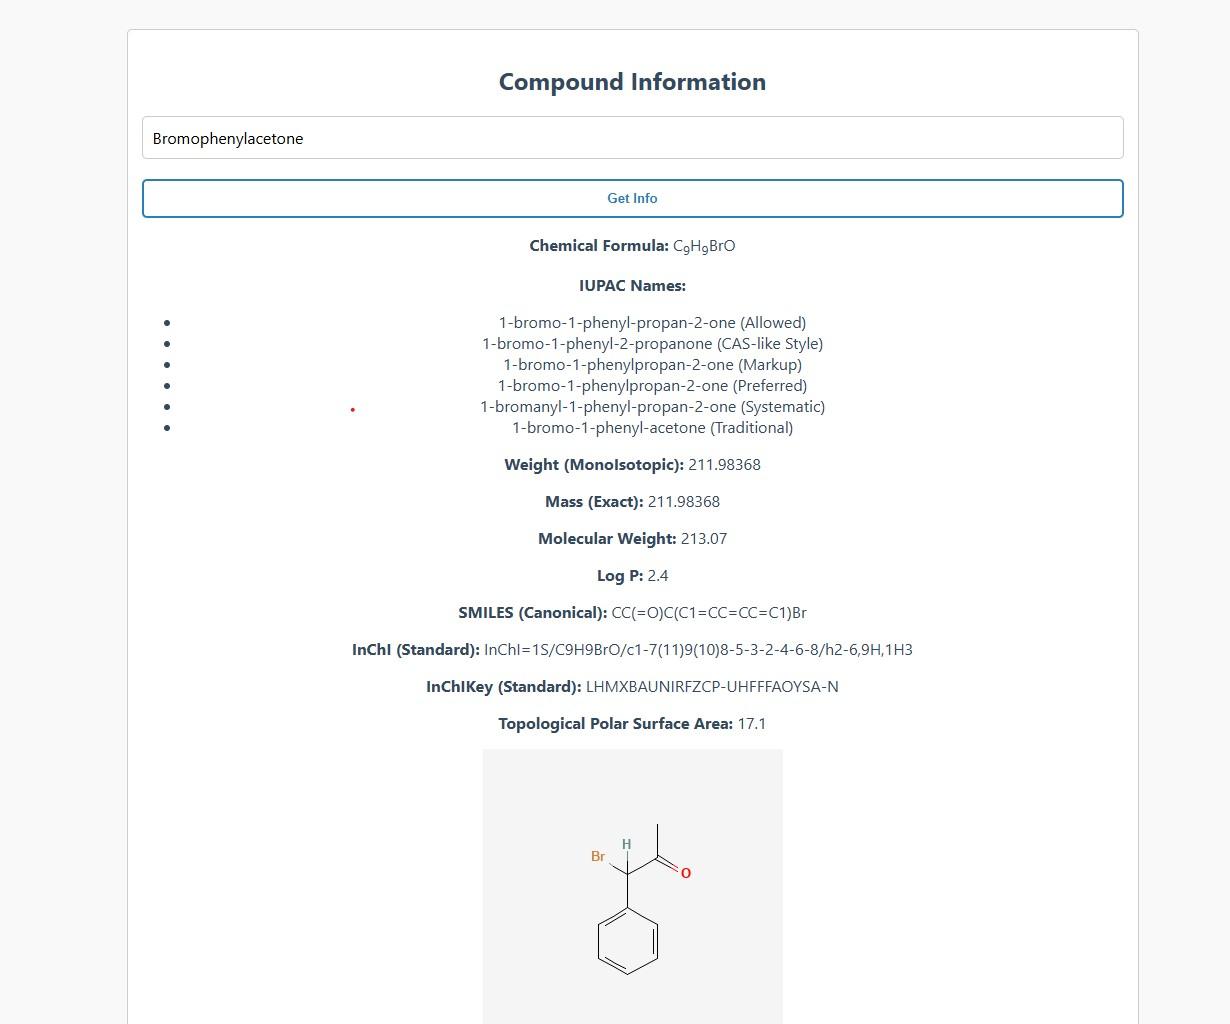 Compound Information
Bromophenylacetone
Get Info
Chemical Formula: C₉H₉BrO
IUPAC Names:
1-bromo-1-phenyl-propan-2-one (Allowed)
1-bromo-1-phenyl-2-propanone (CAS-like Style)
1-bromo-1-phenylpropan-2-one (Markup)
1-bromo-1-phenylpropan-2-one (Preferred)
1-bromanyl-1-phenyl-propan-2-one (Systematic)
1-bromo-1-phenyl-acetone (Traditional)
Weight (MonoIsotopic): 211.98368
Mass (Exact): 211.98368
Molecular Weight: 213.07
Log P: 2.4
SMILES (Canonical): CC(=O)C(C1=CC=CC=C1)Br
InChI (Standard): InChI=1S/C9H9BrO/c1-7(11)9(10)8-5-3-2-4-6-8/h2-6,9H,1H3
InChIKey (Standard): LHMXBAUNIRFZCP-UHFFFAOYSA-N
Topological Polar Surface Area: 17.1
H
Br
O